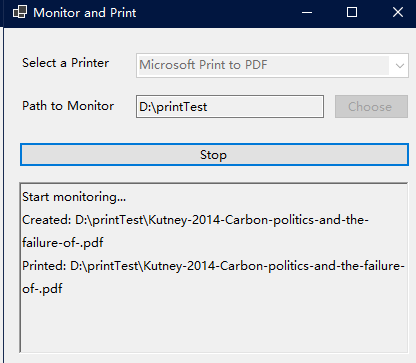 Monitor and Print
Select a Printer
Microsoft Print to PDF
Path to Monitor
D:\printTest
Choose
Stop
Start monitoring...
Created: D:\printTest\Kutney-2014-Carbon-politics-and-the-
failure-of-.pdf
Printed: D:\printTest\Kutney-2014-Carbon-politics-and-the-failure-
of-.pdf